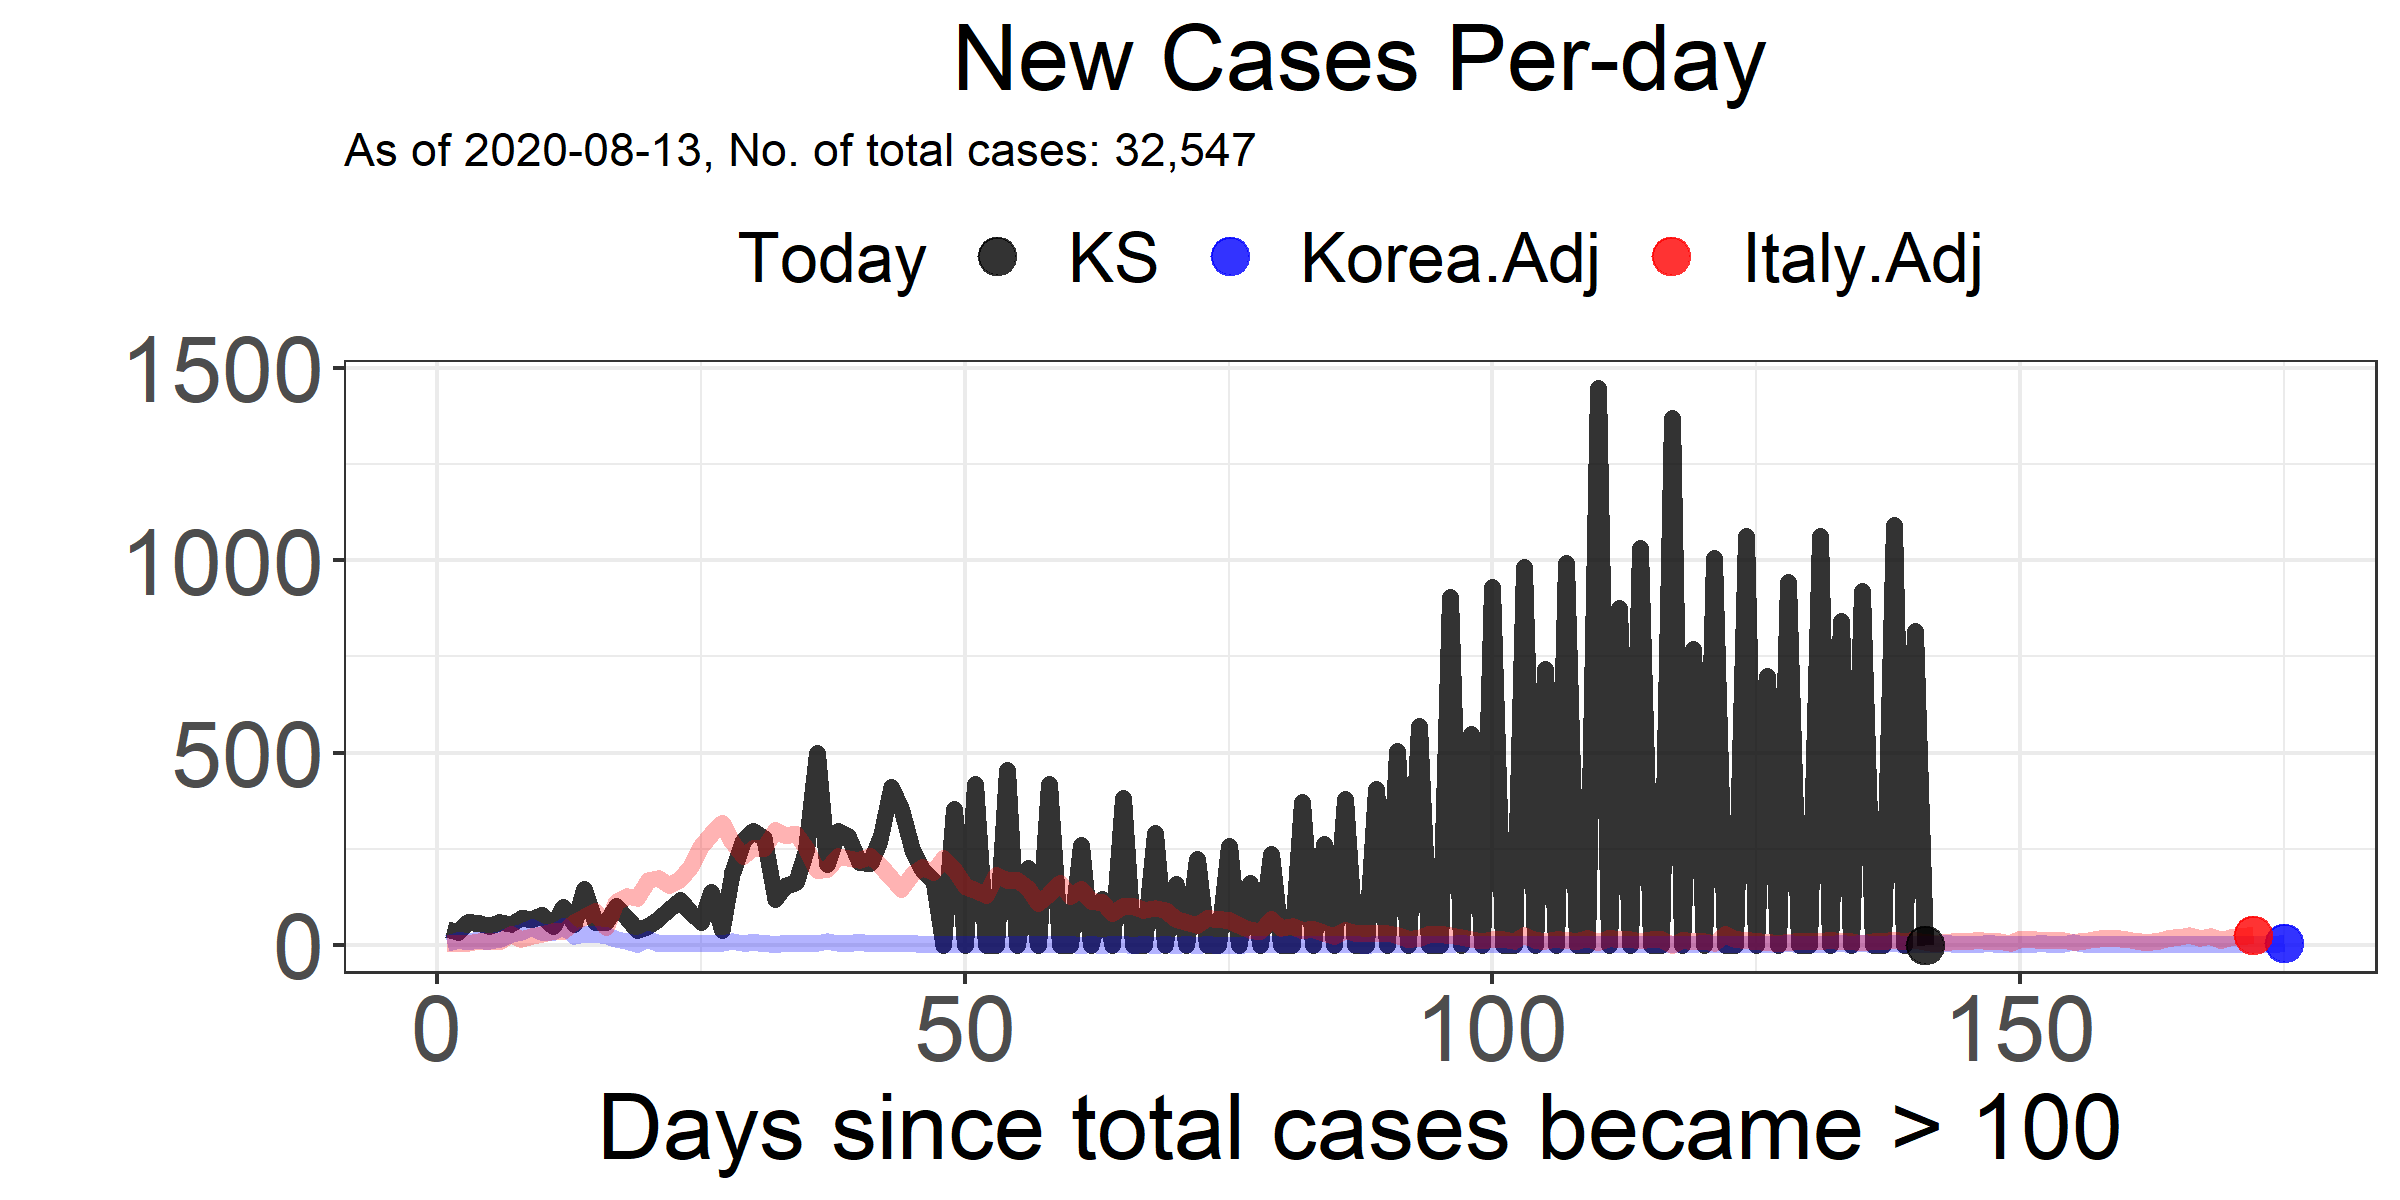 New Cases Per-day
As of 2020-08-13, No. of total cases: 32,547
Today KS Korea.Adj Italy.Adj
1500
1000
500
0
0 50 100 150
Days since total cases became > 100